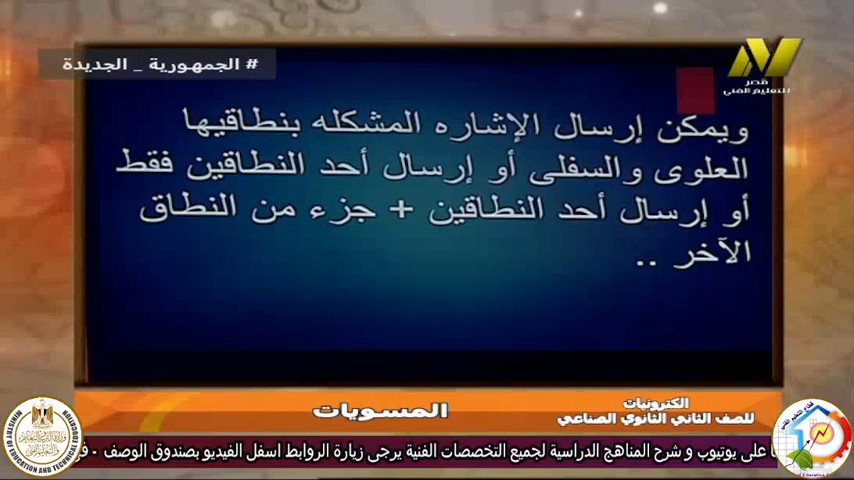 # الجمهورية _ الجديدة
مصر
للتعليم الفنى
ويمكن إرسال الإشاره المشكله بنطاقيها
العلوى والسفلى أو إرسال أحد النطاقين فقط
أو إرسال أحد النطاقين + جزء من النطاق
الآخر ..
الكترونيات
للصف الثاني الثانوي الصناعي
المسويات
على يوتيوب و شرح المناهج الدراسية لجميع التخصصات الفنية يرجى زيارة الروابط اسفل الفيديو بصندوق الوصف -